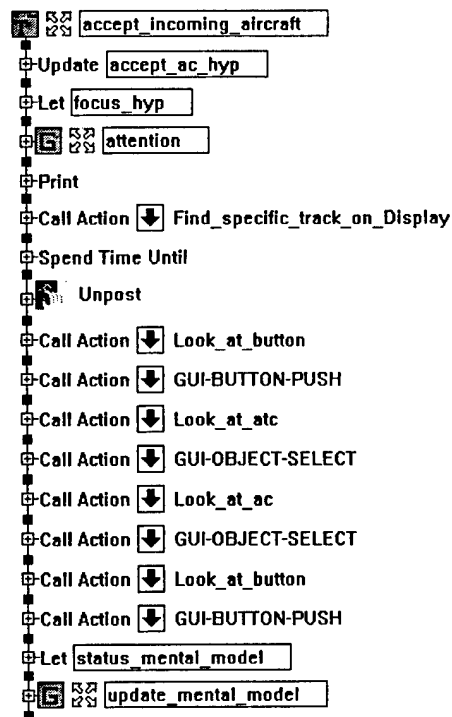 T accept_incoming_aircraft
Update accept_ac_hyp
Let focus_hyp
G attention
Print
Call Action Find_specific_track_on_Display
Spend Time Until
Unpost
Call Action Look_at_button
Call Action GUI-BUTTON-PUSH
Call Action Look_at_atc
Call Action GUI-OBJECT-SELECT
Call Action Look_at_ac
Call Action GUI-OBJECT-SELECT
Call Action Look_at_button
Call Action GUI-BUTTON-PUSH
Let status_mental_model
G update_mental_model